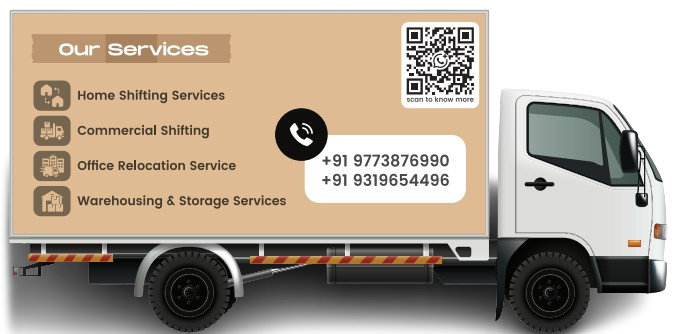 Our Services
scan to know more
Home Shifting Services
Commercial Shifting
Office Relocation Service
Warehousing & Storage Services
+91 9773876990
+91 9319654496